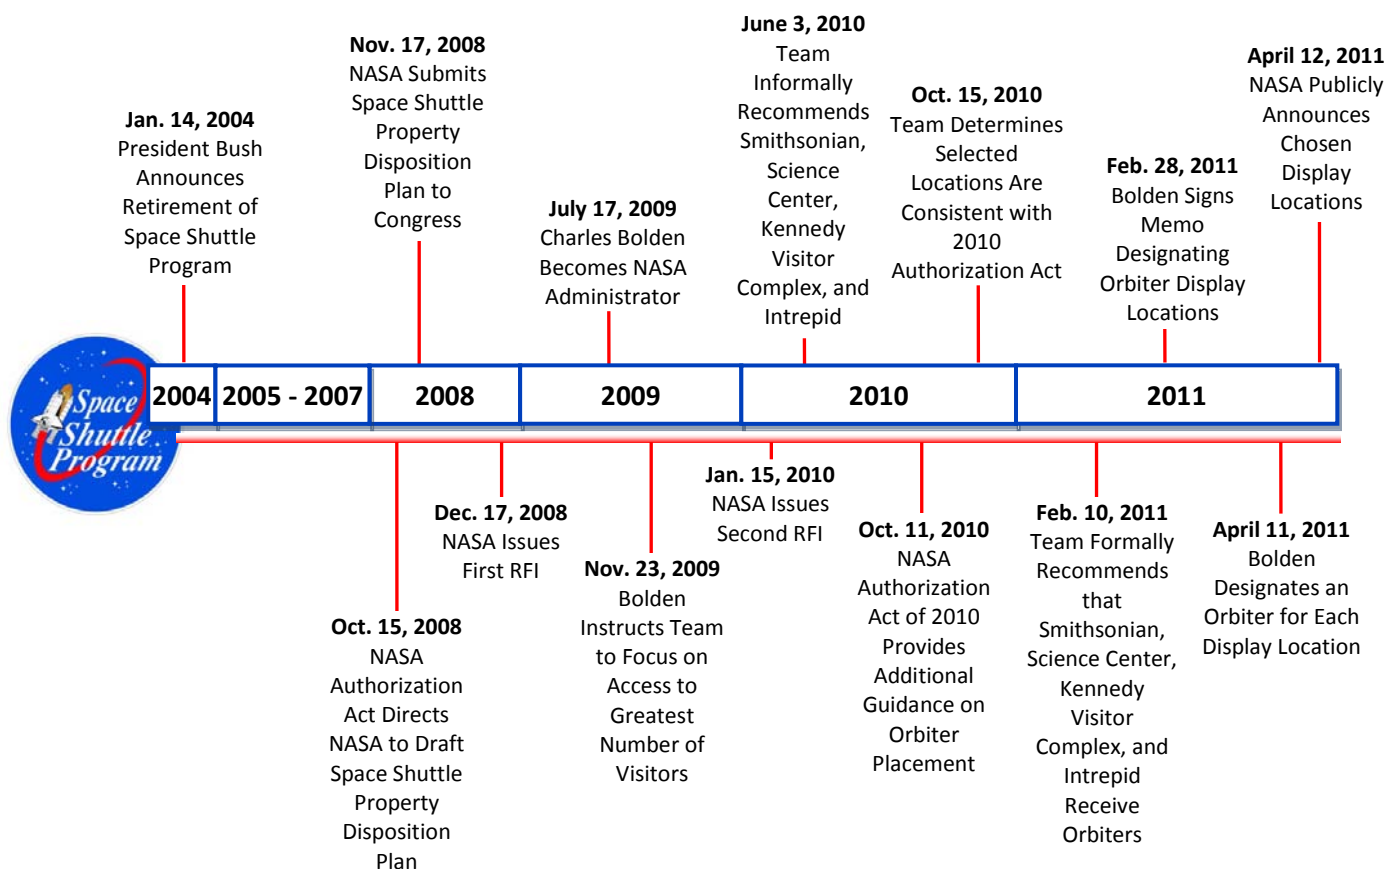 Jan. 14, 2004
President Bush
Announces
Retirement of
Space Shuttle
Program
Nov. 17, 2008
NASA Submits
Space Shuttle
Property
Disposition
Plan to
Congress
July 17, 2009
Charles Bolden
Becomes NASA
Administrator
June 3, 2010
Team
Informally
Recommends
Smithsonian,
Science
Center,
Kennedy
Visitor
Complex, and
Intrepid
Oct. 15, 2010
Team Determines
Selected
Locations Are
Consistent with
2010
Authorization Act
Feb. 28, 2011
Bolden Signs
Memo
Designating
Orbiter Display
Locations
April 12, 2011
NASA Publicly
Announces
Chosen
Display
Locations
Space
Shuttle
Program
2004
2005 - 2007
2008
2009
2010
2011
Oct. 15, 2008
NASA
Authorization
Act Directs
NASA to Draft
Space Shuttle
Property
Disposition
Plan
Dec. 17, 2008
NASA Issues
First RFI
Nov. 23, 2009
Bolden
Instructs Team
to Focus on
Access to
Greatest
Number of
Visitors
Jan. 15, 2010
NASA Issues
Second RFI
Oct. 11, 2010
NASA
Authorization
Act of 2010
Provides
Additional
Guidance on
Orbiter
Placement
Feb. 10, 2011
Team Formally
Recommends
that
Smithsonian,
Science Center,
Kennedy
Visitor
Complex, and
Intrepid
Receive
Orbiters
April 11, 2011
Bolden
Designates an
Orbiter for Each
Display Location